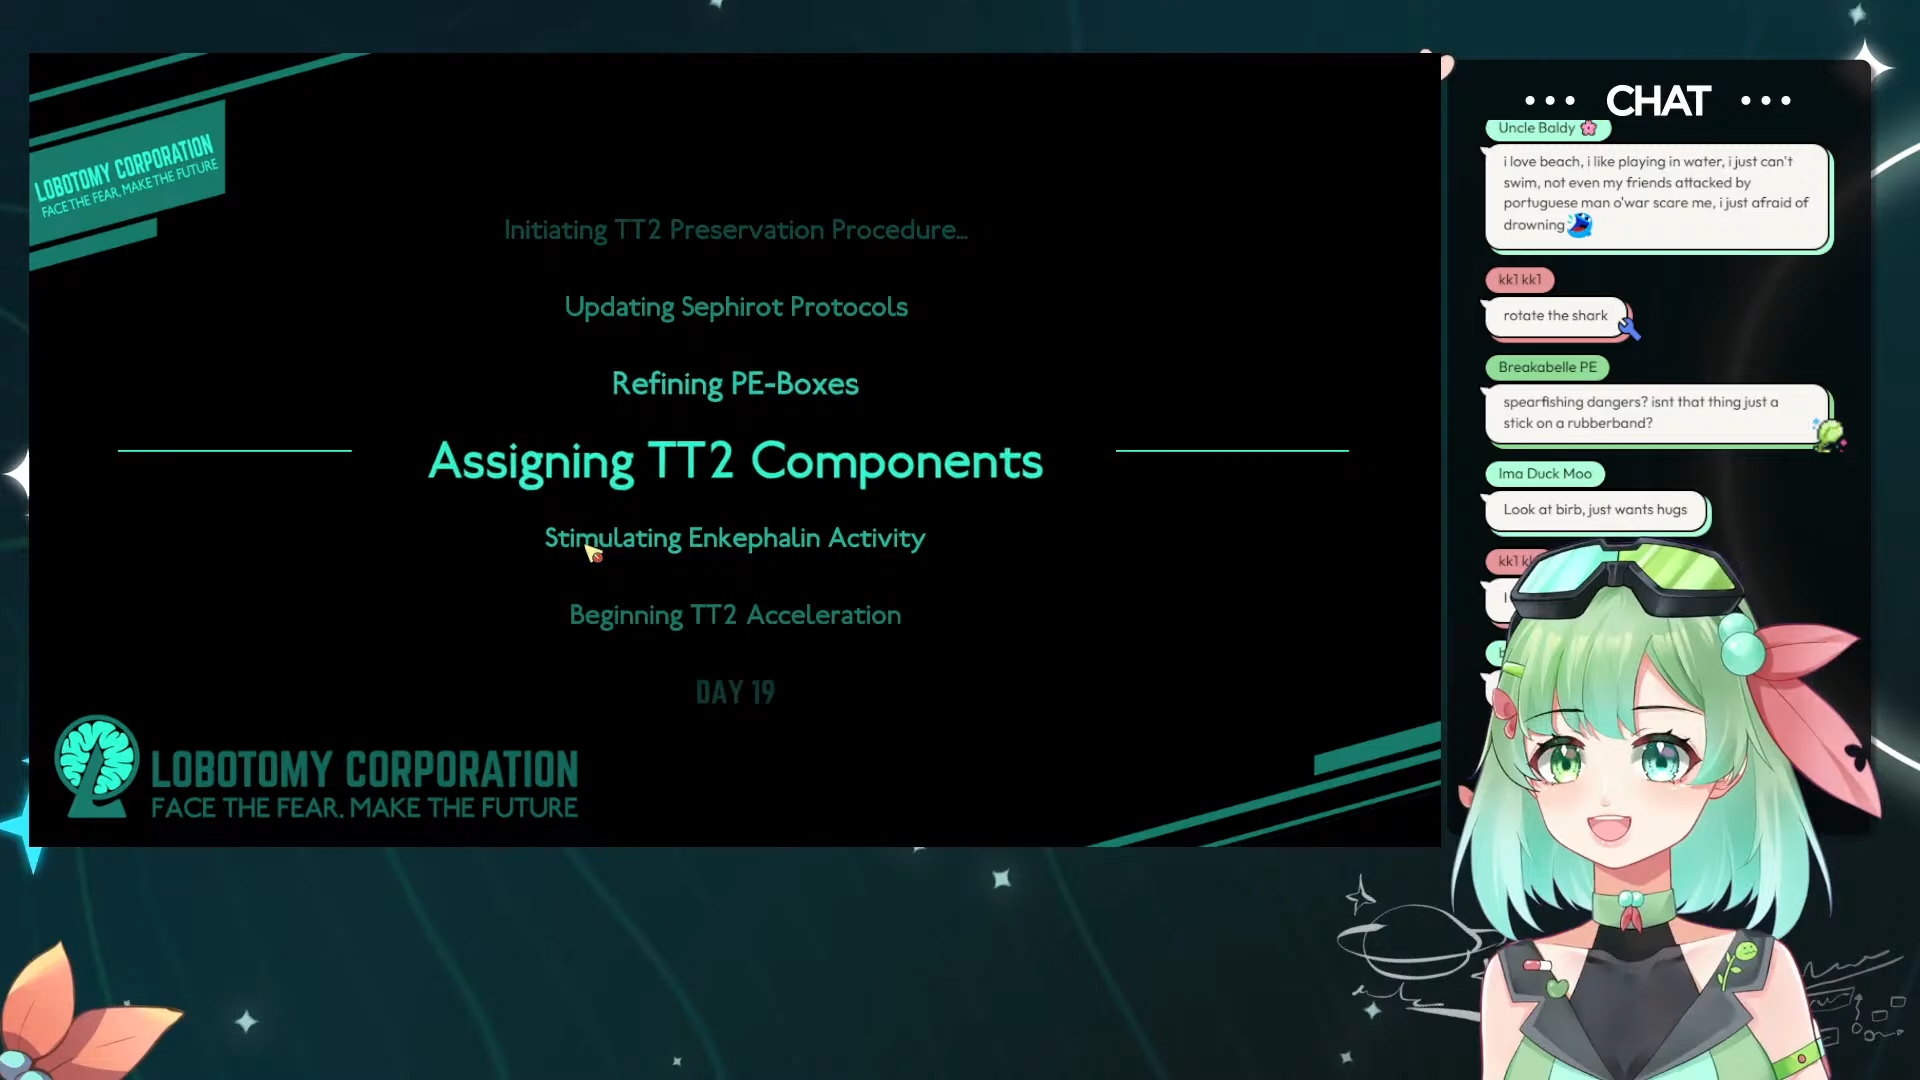 LOBOTOMY CORPORATION
FACE THE FEAR, MAKE THE FUTURE
Initiating TT2 Preservation Procedure...
Updating Sephirot Protocols
Refining PE-Boxes
Assigning TT2 Components
Stimulating Enkephalin Activity
Beginning TT2 Acceleration
DAY 19
LOBOTOMY CORPORATION
FACE THE FEAR, MAKE THE FUTURE
CHAT
Uncle Baldy
i love beach, i like playing in water, i just can't
swim, not even my friends attacked by
portuguese man o'war scare me, i just afraid of
drowning
kk1 kk1
rotate the shark
Breakabelle PE
spearfishing dangers? isnt that thing just a
stick on a rubberband?
Ima Duck Moo
Look at birb, just wants hugs
kk1